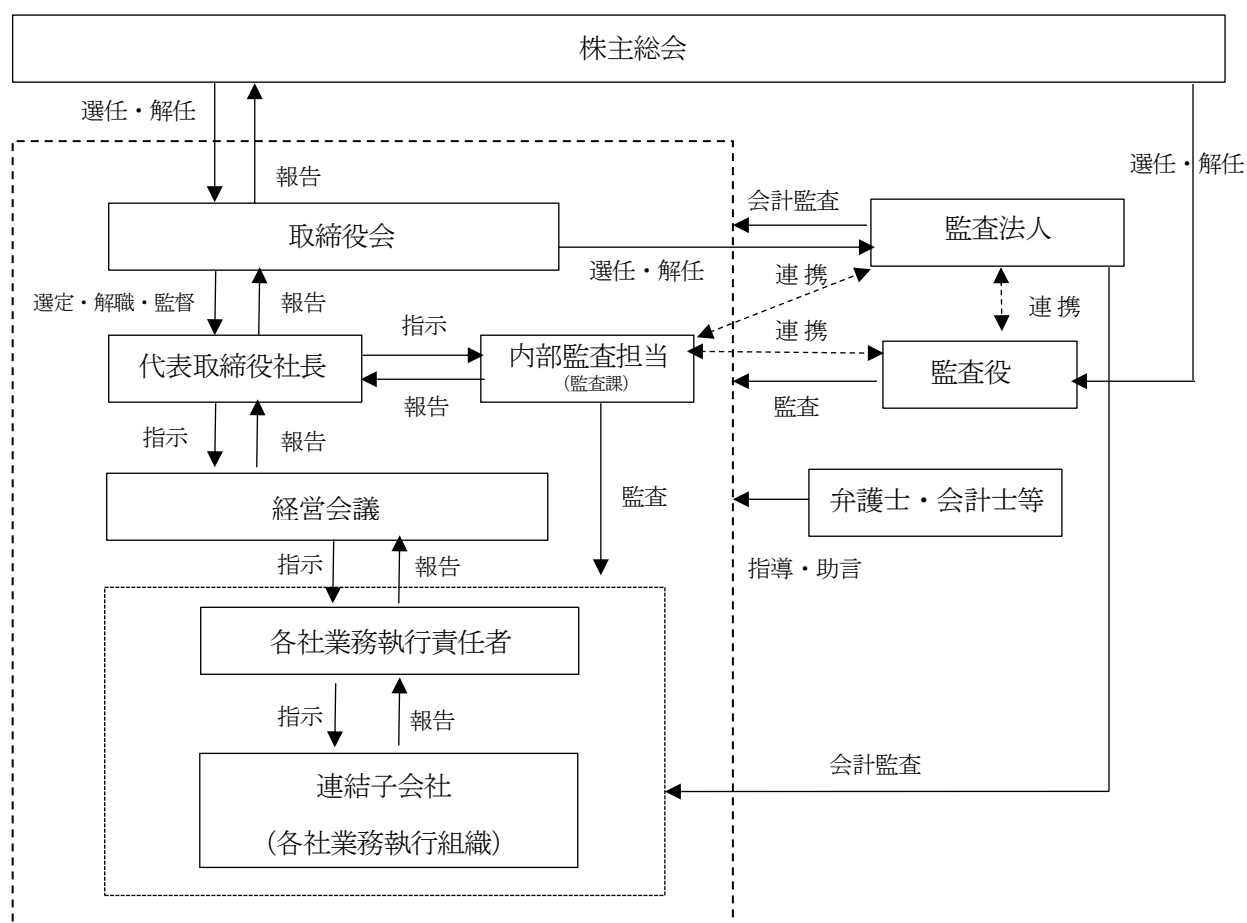 株主総会
選任・解任
報告
選任・解任
取締役会
会計監査
監査法人
選任・解任
連 携
選定・解職・監督
報告
連 携
代表取締役社長
指示
内部監査担当
(監査課)
連 携
監査役
報告
監査
指示
報告
経営会議
監査
弁護士・会計士等
指示
報告
指導・助言
各社業務執行責任者
指示
報告
連結子会社
(各社業務執行組織)
会計監査